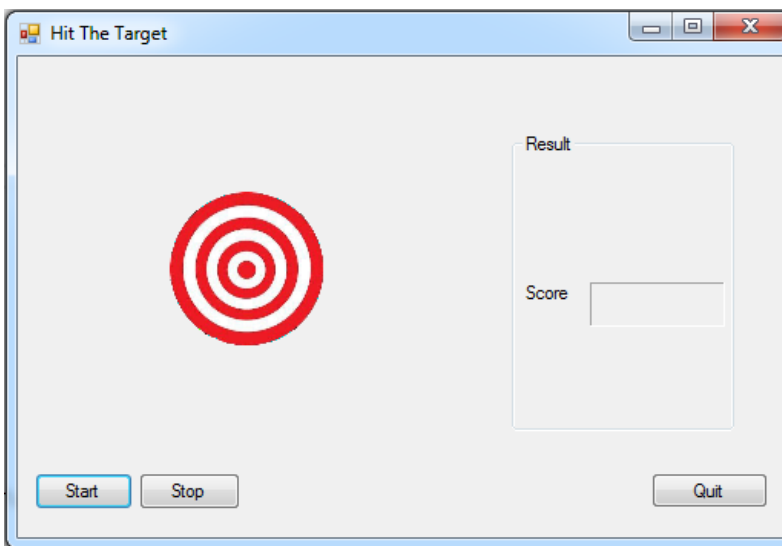 Hit The Target
Result
Score
Start
Stop
Quit